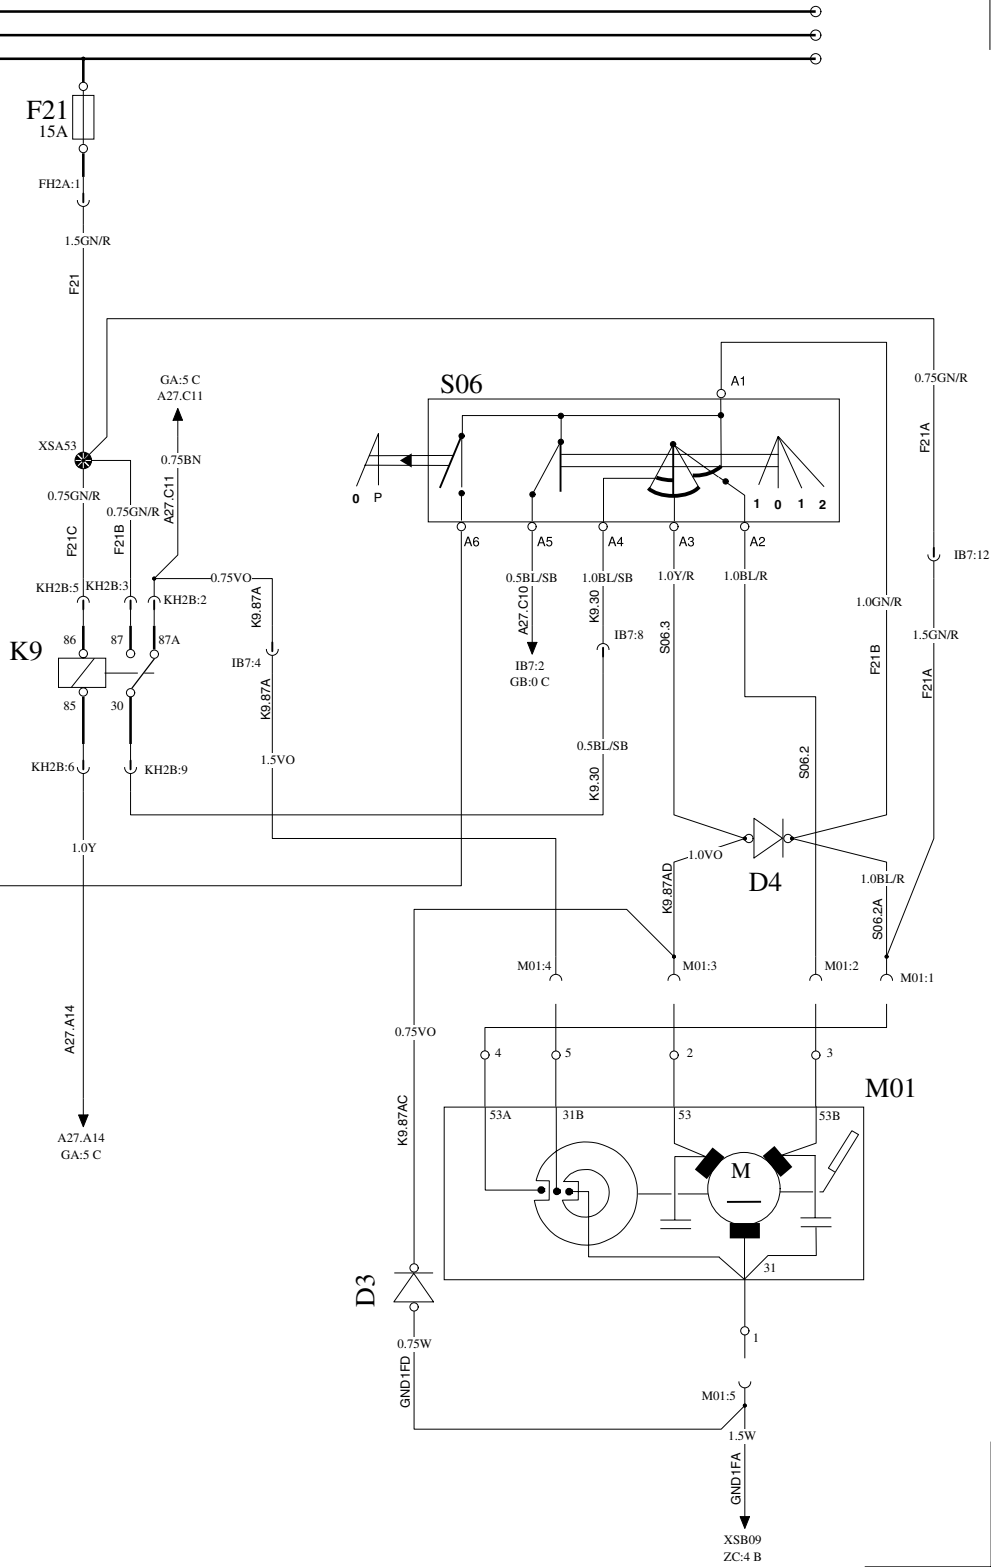 F21
15A
FH2A:1
1.5GN/R
F21
GA:5 C
A27.C11
XSA53
0.75BN
A27.C11
0.75GN/R
0.75GN/R
F21C
F21B
KH2B:5
KH2B:3
KH2B:2
0.75VO
K9.87A
IB7:4
K9.87A
1.5VO
K9
86
87
87A
85
30
KH2B:6
KH2B:9
1.0Y
A27.A14
A27.A14
GA:5 C
S06
A1
0 P
1 0 1 2
A6
A5
A4
A3
A2
0.5BL/SB
1.0BL/SB
1.0Y/R
1.0BL/R
A27.C10
K9.30
IB7:8
S06.3
IB7:2
GB:0 C
0.5BL/SB
K9.30
S06.2
0.75GN/R
F21A
IB7:12
1.0GN/R
1.5GN/R
F21B
F21A
1.0VO
D4
K9.87AD
1.0BL/R
S06.2A
M01:4
M01:3
M01:2
M01:1
0.75VO
K9.87AC
4
5
2
3
M01
53A
31B
53
53B
M
31
D3
0.75W
GND1FD
1
M01:5
1.5W
GND1FA
XSB09
ZC:4 B